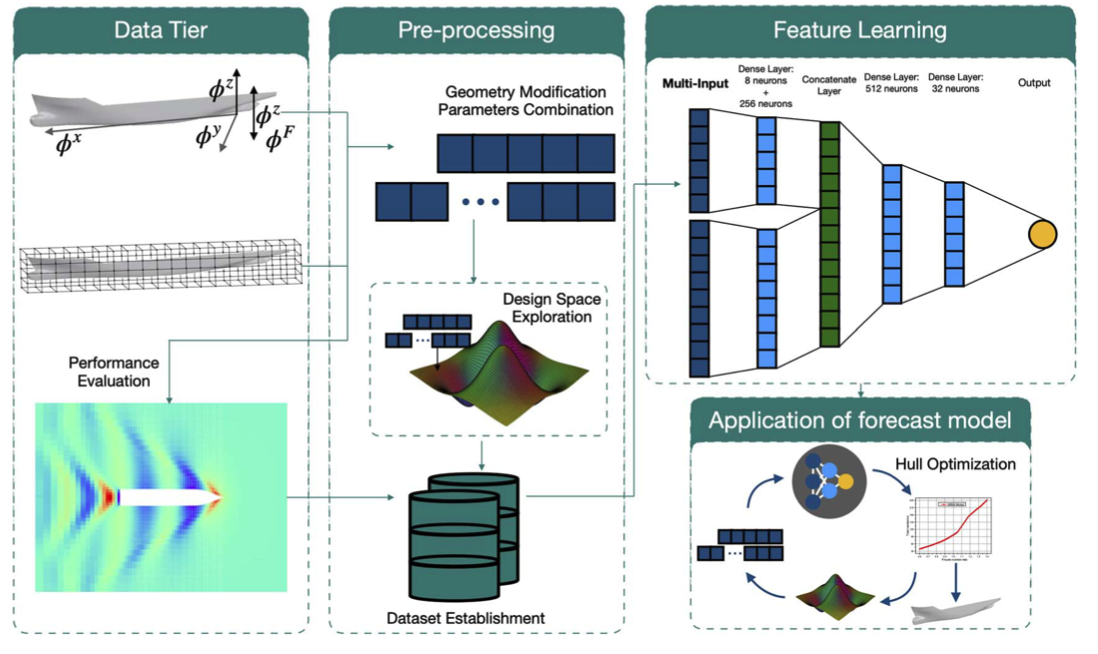 Data Tier
ϕᶻ
ϕᶻ
ϕʸ
ϕᶠ
ϕˣ
Performance
Evaluation
Pre-processing
Geometry Modification
Parameters Combination
Design Space
Exploration
Dataset Establishment
Feature Learning
Multi-Input
Dense Layer:
8 neurons
+
256 neurons
Concatenate
Layer
Dense Layer:
512 neurons
Dense Layer:
32 neurons
Output
Application of forecast model
Hull Optimization